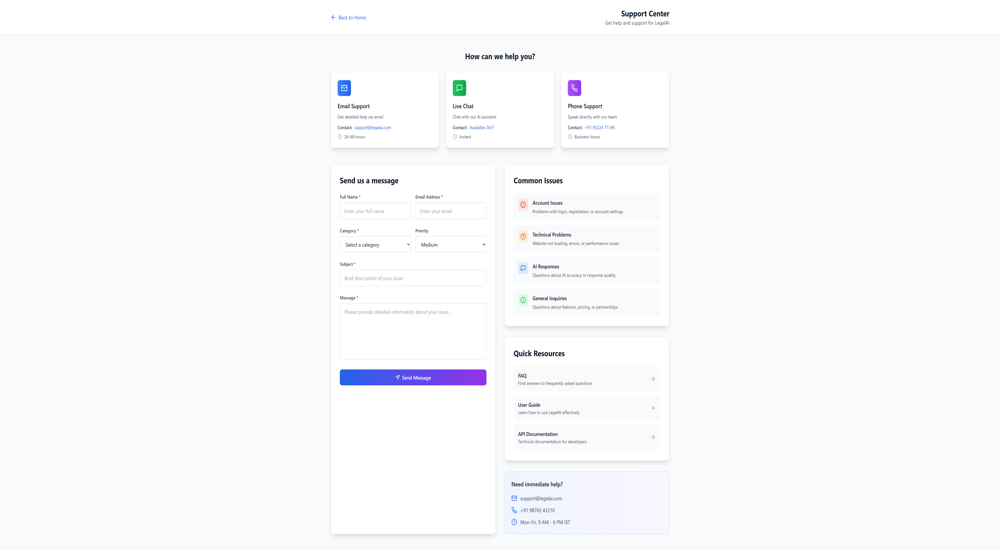 Back to Home
Support Center
Get help and support for LegalAI
How can we help you?
Email Support
Get detailed help via email
Contact: support@legalai.com
24-48 hours
Live Chat
Chat with our AI assistant
Contact: Available 24/7
Instant
Phone Support
Speak directly with our team
Contact: +91 93224 71196
Business hours
Send us a message
Full Name *
Enter your full name
Email Address *
Enter your email
Category *
Select a category
Priority
Medium
Subject *
Brief description of your issue
Message *
Please provide detailed information about your issue...
Send Message
Common Issues
Account Issues
Problems with login, registration, or account settings
Technical Problems
Website not loading, errors, or performance issues
AI Responses
Questions about AI accuracy or response quality
General Inquiries
Questions about features, pricing, or partnerships
Quick Resources
FAQ
Find answers to frequently asked questions
User Guide
Learn how to use LegalAI effectively
API Documentation
Technical documentation for developers
Need immediate help?
support@legalai.com
+91 98765 43210
Mon-Fri, 9 AM - 6 PM IST